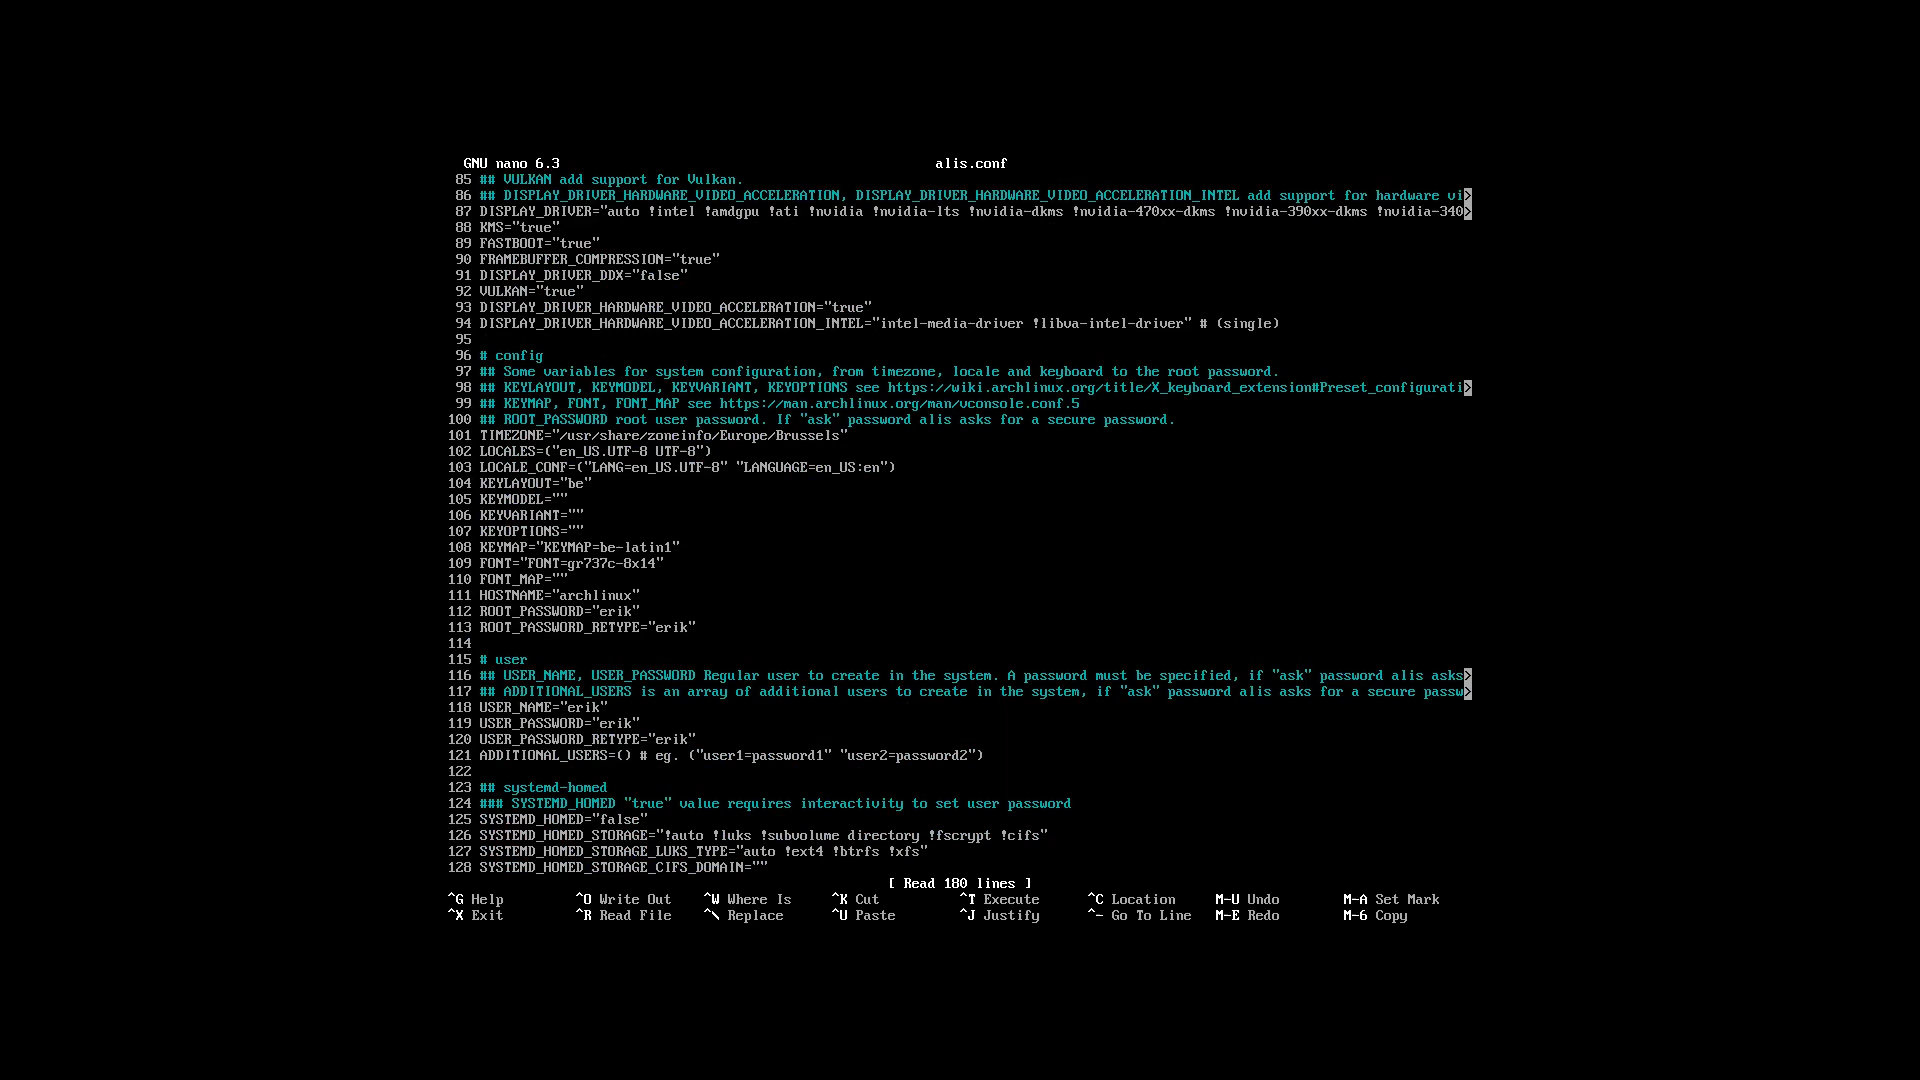 GNU nano 6.3 alis.conf
85 ## VULKAN add support for Vulkan.
86 ## DISPLAY_DRIVER_HARDWARE_VIDEO_ACCELERATION, DISPLAY_DRIVER_HARDWARE_VIDEO_ACCELERATION_INTEL add support for hardware vi>
87 DISPLAY_DRIVER="auto !intel !amdgpu !ati !nvidia !nvidia-lts !nvidia-dkms !nvidia-470xx-dkms !nvidia-390xx-dkms !nvidia-340>
88 KMS="true"
89 FASTBOOT="true"
90 FRAMEBUFFER_COMPRESSION="true"
91 DISPLAY_DRIVER_DDX="false"
92 VULKAN="true"
93 DISPLAY_DRIVER_HARDWARE_VIDEO_ACCELERATION="true"
94 DISPLAY_DRIVER_HARDWARE_VIDEO_ACCELERATION_INTEL="intel-media-driver !libva-intel-driver" # (single)
95
96 # config
97 ## Some variables for system configuration, from timezone, locale and keyboard to the root password.
98 ## KEYLAYOUT, KEYMODEL, KEYVARIANT, KEYOPTIONS see https://wiki.archlinux.org/title/X_keyboard_extension#Preset_configurati>
99 ## KEYMAP, FONT, FONT_MAP see https://man.archlinux.org/man/vconsole.conf.5
100 ## ROOT_PASSWORD root user password. If "ask" password alis asks for a secure password.
101 TIMEZONE="/usr/share/zoneinfo/Europe/Brussels"
102 LOCALES=("en_US.UTF-8 UTF-8")
103 LOCALE_CONF=("LANG=en_US.UTF-8" "LANGUAGE=en_US:en")
104 KEYLAYOUT="be"
105 KEYMODEL=""
106 KEYVARIANT=""
107 KEYOPTIONS=""
108 KEYMAP="KEYMAP=be-latin1"
109 FONT="FONT=gr737c-8x14"
110 FONT_MAP=""
111 HOSTNAME="archlinux"
112 ROOT_PASSWORD="erik"
113 ROOT_PASSWORD_RETYPE="erik"
114
115 # user
116 ## USER_NAME, USER_PASSWORD Regular user to create in the system. A password must be specified, if "ask" password alis asks>
117 ## ADDITIONAL_USERS is an array of additional users to create in the system, if "ask" password alis asks for a secure passw>
118 USER_NAME="erik"
119 USER_PASSWORD="erik"
120 USER_PASSWORD_RETYPE="erik"
121 ADDITIONAL_USERS=() # eg. ("user1=password1" "user2=password2")
122
123 ## systemd-homed
124 ### SYSTEMD_HOMED "true" value requires interactivity to set user password
125 SYSTEMD_HOMED="false"
126 SYSTEMD_HOMED_STORAGE="!auto !luks !subvolume directory !fscrypt !cifs"
127 SYSTEMD_HOMED_STORAGE_LUKS_TYPE="auto !ext4 !btrfs !xfs"
128 SYSTEMD_HOMED_STORAGE_CIFS_DOMAIN=""
[ Read 180 lines ]
^G Help ^O Write Out ^W Where Is ^K Cut ^T Execute ^C Location M-U Undo M-A Set Mark
^X Exit ^R Read File ^\ Replace ^U Paste ^J Justify ^- Go To Line M-E Redo M-6 Copy